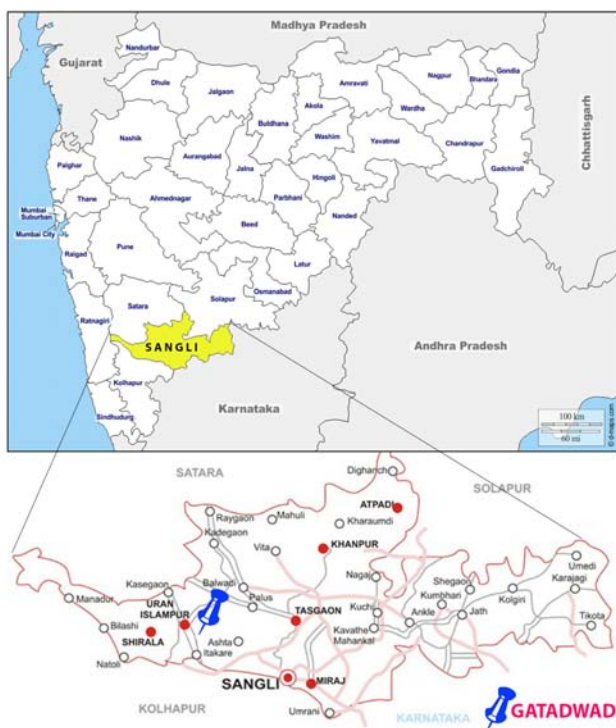 Madhya Pradesh
Gujarat
Nandurbar
Dhule
Jalgaon
Amravati
Nagpur
Bhandara
Gondia
Akola
Buldhana
Wardha
Washim
Yavatmal
Chandrapur
Gadchiroli
Chhattisgarh
Nashik
Aurangabad
Jalna
Hingoli
Parbhani
Nanded
Palghar
Thane
Ahmednagar
Mumbai
Suburban
Mumbai City
Raigad
Pune
Beed
Latur
Osmanabad
Satara
Solapur
Ratnagiri
SANGLI
Kolhapur
Sindhudurg
Andhra Pradesh
Karnataka
100 km
60 mi
© d-maps.com
SATARA
SOLAPUR
Dighanch
ATPADI
Raygaon
Mahuli
Kharaumdi
Kadegaon
Vita
KHANPUR
Umedi
Kasegaon
Balwadi
Nagaj
Shegaon
Karajagi
Manadur
URAN
ISLAMPUR
Palus
TASGAON
Kuchi
Kumbhari
Kolgiri
Bilashi
SHIRALA
Ashta
Kavathe
Mahankal
Ankle
Jath
Tikota
Natoli
Itakare
SANGLI
MIRAJ
Umrani
KOLHAPUR
KARNATAKA
GATADWAD